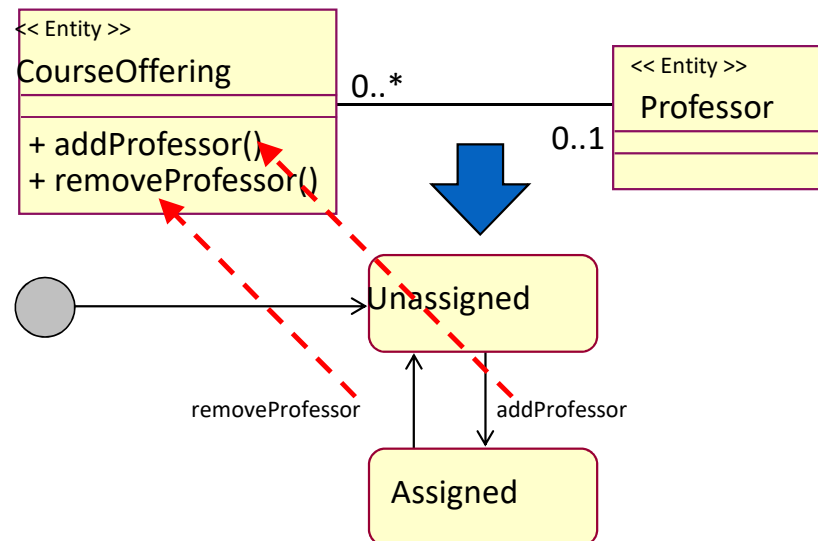 << Entity >>
CourseOffering
+ addProfessor()
+ removeProfessor()
0..*
0..1
<< Entity >>
Professor
Unassigned
removeProfessor
addProfessor
Assigned